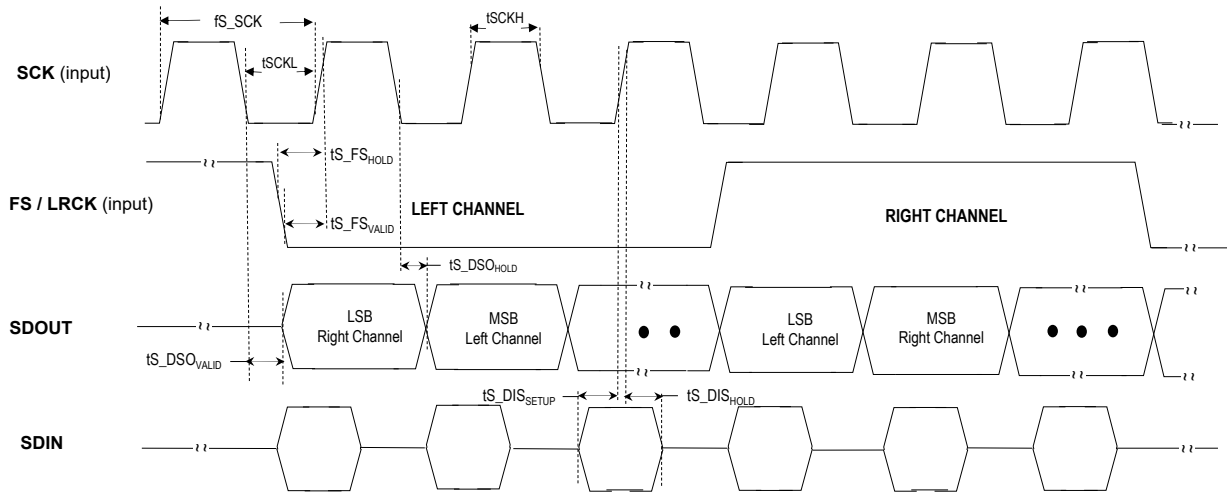 fS_SCK
tSCKH
SCK (input)
tSCKL
tS_FSHOLD
FS / LRCK (input)
LEFT CHANNEL
RIGHT CHANNEL
tS_FSVALID
tS_DSOHOLD
SDOUT
LSB
Right Channel
MSB
Left Channel
LSB
Left Channel
MSB
Right Channel
tS_DSOVALID
tS_DISSETUP
tS_DISHOLD
SDIN